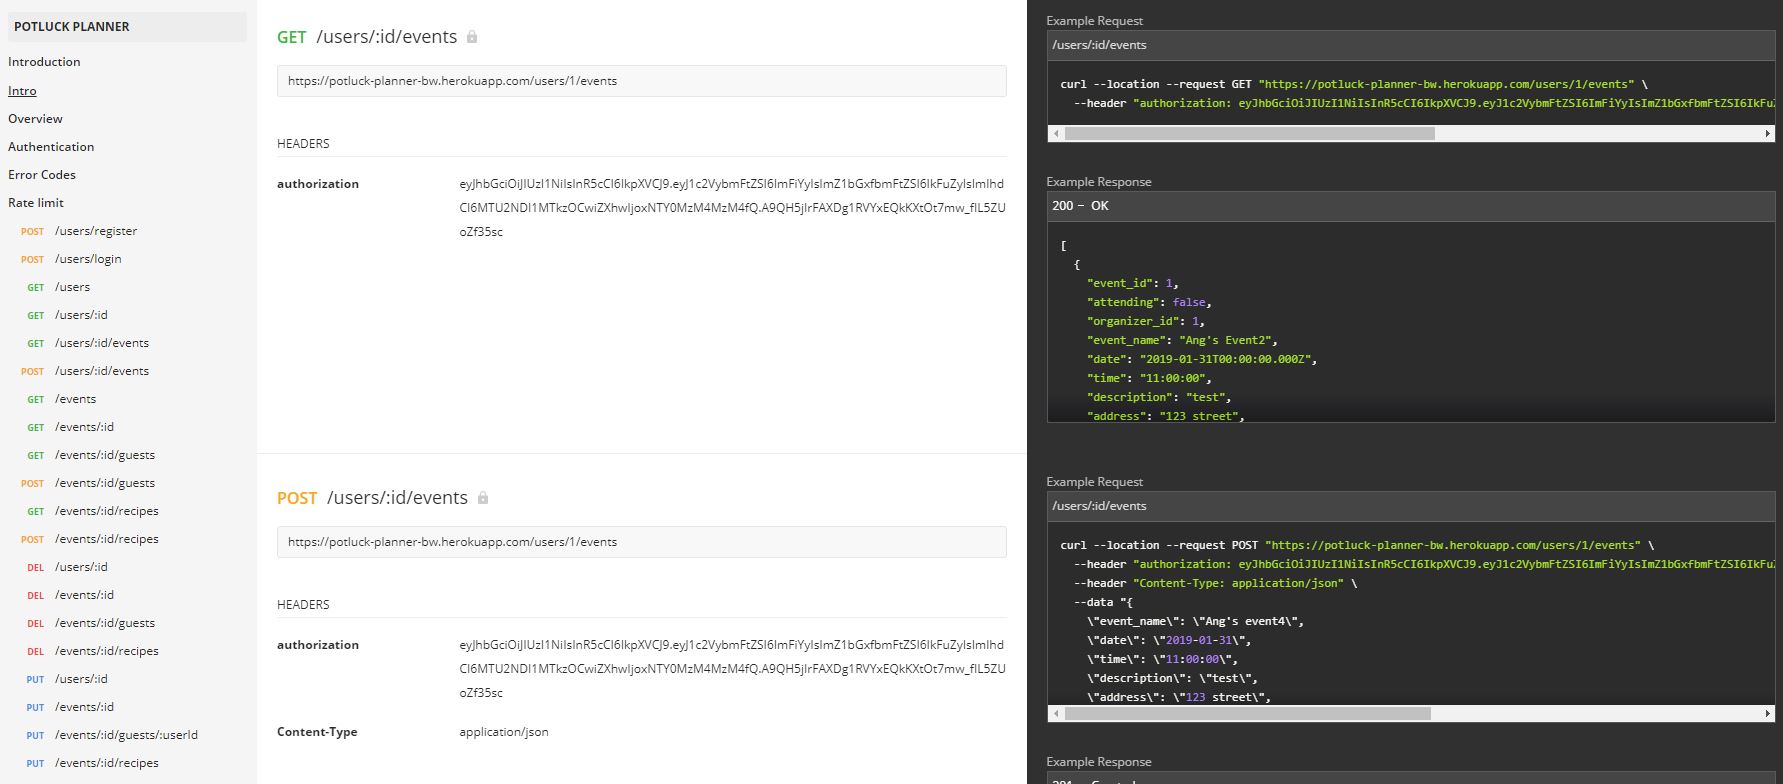 POTLUCK PLANNER
Introduction
Intro
Overview
Authentication
Error Codes
Rate limit
POST /users/register
POST /users/login
GET /users
GET /users/:id
GET /users/:id/events
POST /users/:id/events
GET /events
GET /events/:id
GET /events/:id/guests
POST /events/:id/guests
GET /events/:id/recipes
POST /events/:id/recipes
DEL /users/:id
DEL /events/:id
DEL /events/:id/guests
DEL /events/:id/recipes
PUT /users/:id
PUT /events/:id
PUT /events/:id/guests/:userId
PUT /events/:id/recipes
GET /users/:id/events
https://potluck-planner-bw.herokuapp.com/users/1/events
HEADERS
authorization
eyJhbGciOiJIUzI1NiIsInR5cCI6IkpXVCJ9.eyJ1c2VybmFtZSI6ImFiYyIsImZ1bGxfbmFtZSI6IkFuZyIsImlhd
CI6MTU2NDI1MTkzOCwiZXhwIjoxNTY0MzM4MzM4fQ.A9QH5jIrFAXDg1RVYxEQkKXtOt7mw_fIL5ZU
oZf35sc
POST /users/:id/events
https://potluck-planner-bw.herokuapp.com/users/1/events
HEADERS
authorization
eyJhbGciOiJIUzI1NiIsInR5cCI6IkpXVCJ9.eyJ1c2VybmFtZSI6ImFiYyIsImZ1bGxfbmFtZSI6IkFuZyIsImlhd
CI6MTU2NDI1MTkzOCwiZXhwIjoxNTY0MzM4MzM4fQ.A9QH5jIrFAXDg1RVYxEQkKXtOt7mw_fIL5ZU
oZf35sc
Content-Type application/json
Example Request
/users/:id/events
curl --location --request GET "https://potluck-planner-bw.herokuapp.com/users/1/events" \
--header "authorization: eyJhbGciOiJIUzI1NiIsInR5cCI6IkpXVCJ9.eyJ1c2VybmFtZSI6ImFiYyIsImZ1bGxfbmFtZSI6IkFuZ
Example Response
200 − OK
[
{
"event_id": 1,
"attending": false,
"organizer_id": 1,
"event_name": "Ang's Event2",
"date": "2019-01-31T00:00:00.000Z",
"time": "11:00:00",
"description": "test",
"address": "123 street",
Example Request
/users/:id/events
curl --location --request POST "https://potluck-planner-bw.herokuapp.com/users/1/events" \
--header "authorization: eyJhbGciOiJIUzI1NiIsInR5cCI6IkpXVCJ9.eyJ1c2VybmFtZSI6ImFiYyIsImZ1bGxfbmFtZSI6IkFuZ
--header "Content-Type: application/json" \
--data "{
\"event_name\": \"Ang's event4\",
\"date\": \"2019-01-31\",
\"time\": \"11:00:00\",
\"description\": \"test\",
\"address\": \"123 street\",
Example Response